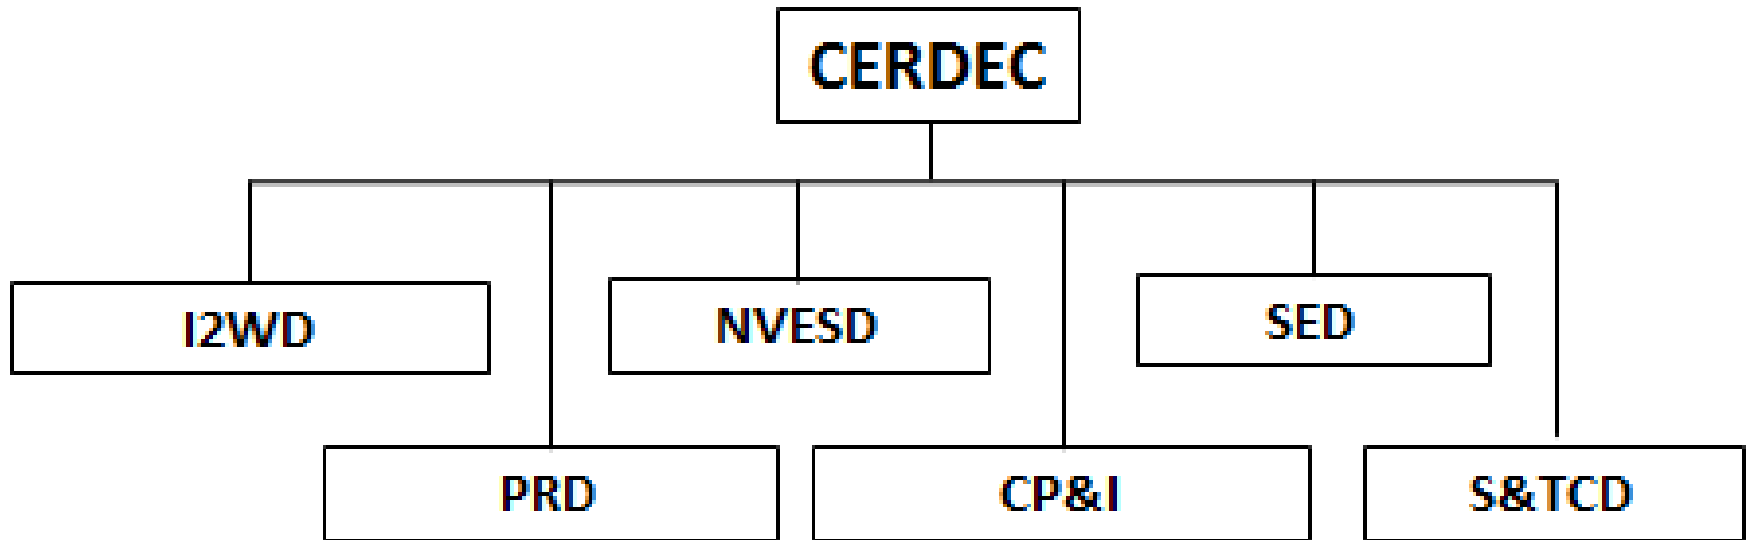 CERDEC
I2WD
NVESD
SED
PRD
CP&I
S&TCD